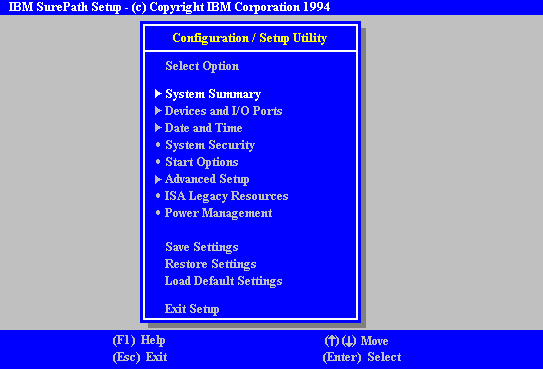 IBM SurePath Setup - (c) Copyright IBM Corporation 1994
Configuration / Setup Utility
Select Option
▶ System Summary
▶ Devices and I/O Ports
▶ Date and Time
• System Security
• Start Options
▶ Advanced Setup
• ISA Legacy Resources
• Power Management
Save Settings
Restore Settings
Load Default Settings
Exit Setup
(F1) Help
(↑)(↓) Move
(Esc) Exit
(Enter) Select